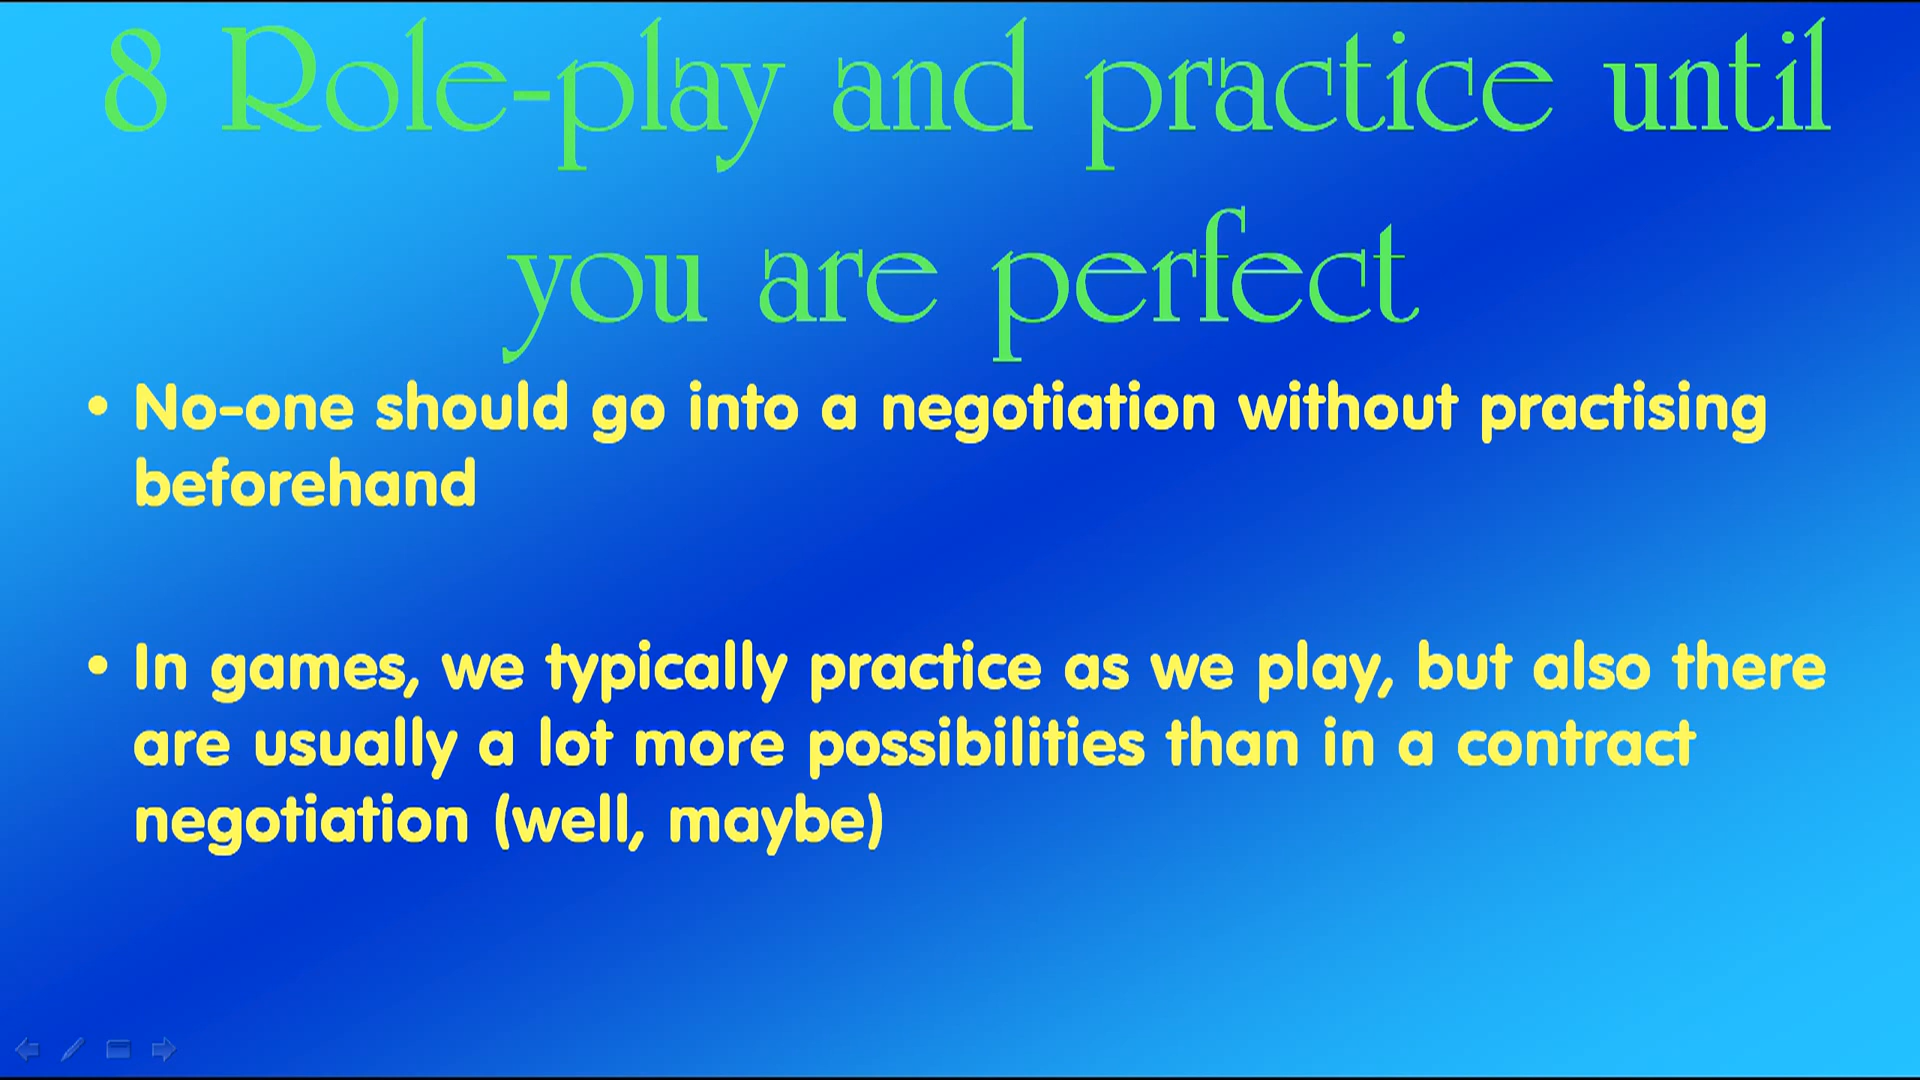 8 Role-play and practice until
you are perfect
• No-one should go into a negotiation without practising
beforehand
• In games, we typically practice as we play, but also there
are usually a lot more possibilities than in a contract
negotiation (well, maybe)